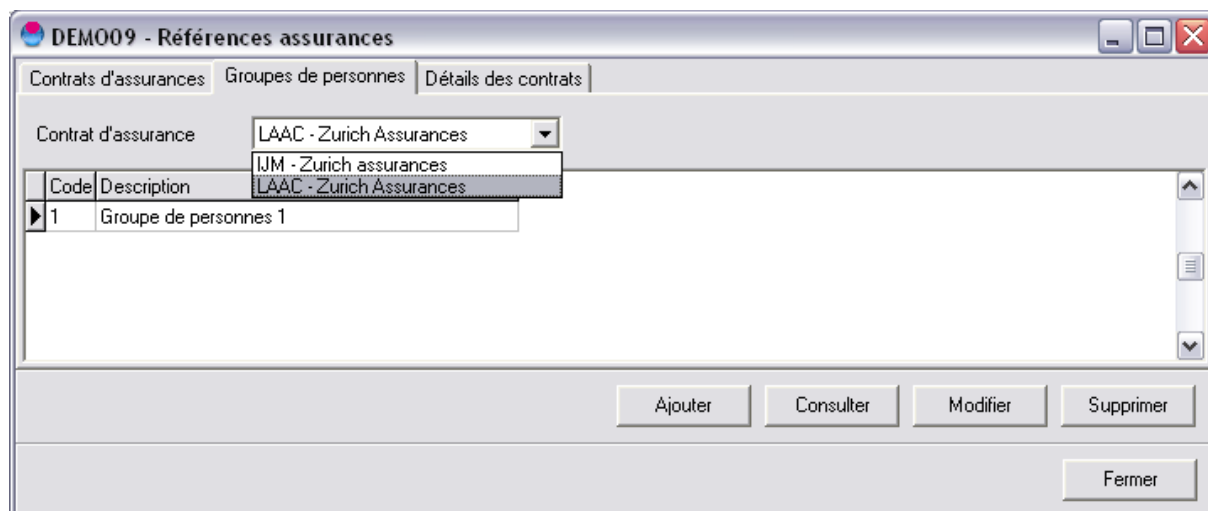 DEMO09 - Références assurances
Contrats d'assurances Groupes de personnes Détails des contrats
Contrat d'assurance LAAC - Zurich Assurances
IJM - Zurich assurances
Code Description LAAC - Zurich Assurances
1 Groupe de personnes 1
Ajouter Consulter Modifier Supprimer
Fermer